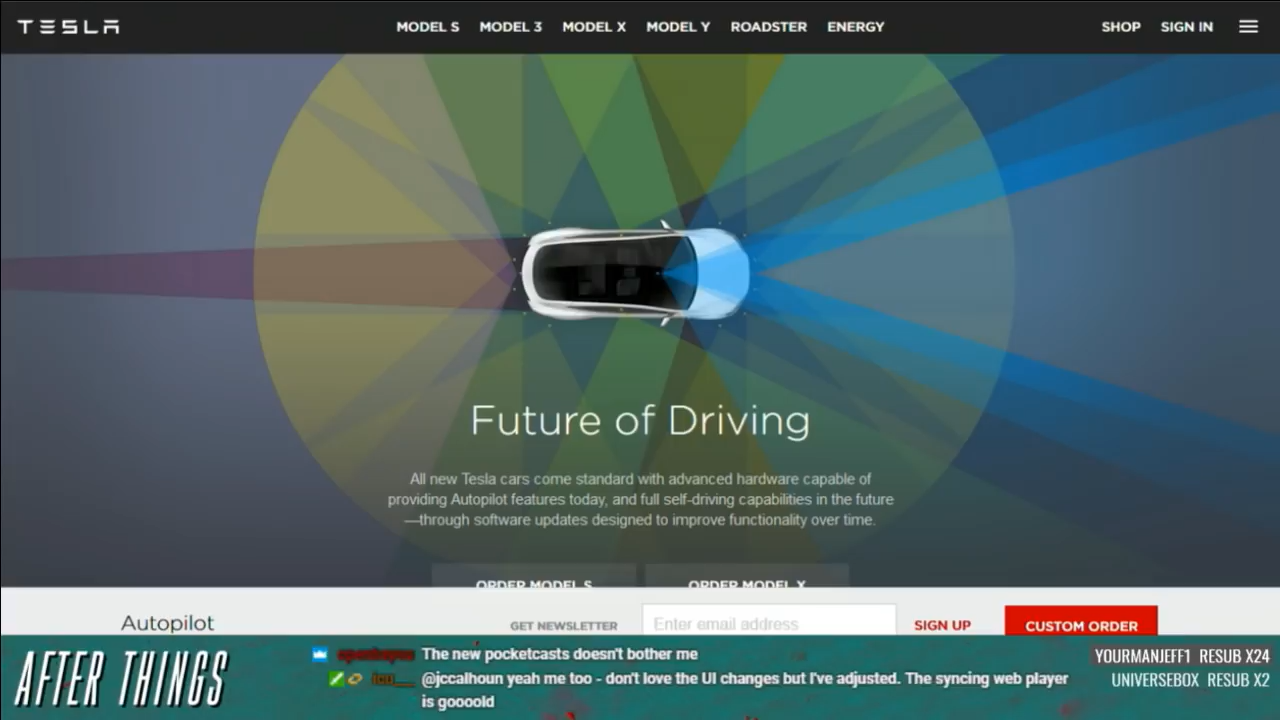 TESLA
MODEL S MODEL 3 MODEL X MODEL Y ROADSTER ENERGY
SHOP SIGN IN
Future of Driving
All new Tesla cars come standard with advanced hardware capable of
providing Autopilot features today, and full self-driving capabilities in the future
—through software updates designed to improve functionality over time.
ORDER MODEL S ORDER MODEL X
Autopilot GET NEWSLETTER Enter email address SIGN UP CUSTOM ORDER
AFTER THINGS
The new pocketcasts doesn't bother me
@jccalhoun yeah me too - don't love the UI changes but I've adjusted. The syncing web player
is goooold
YOURMANJEFF1 RESUB X24
UNIVERSEBOX RESUB X2